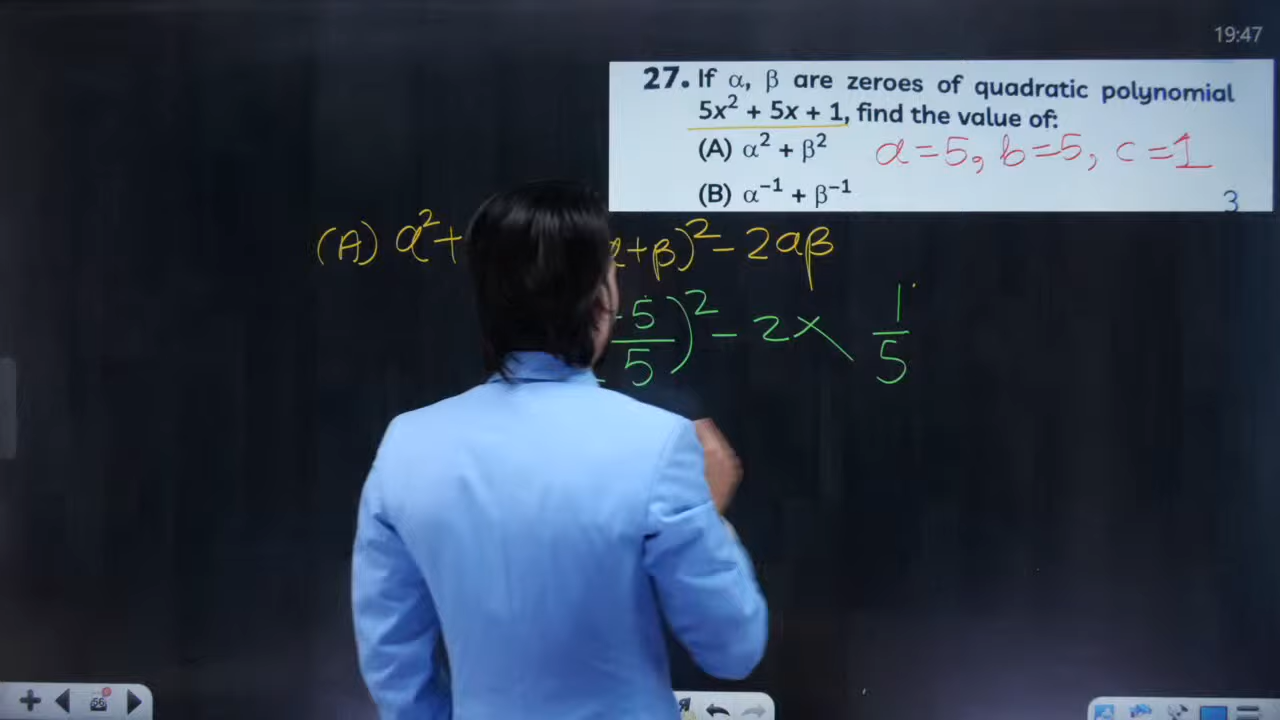 19:47
27. If α, β are zeroes of quadratic polynomial
5x² + 5x + 1, find the value of:
(A) α² + β² a=5, b=5, c=1
(B) α⁻¹ + β⁻¹
3
(A) α²+ α+β)² - 2αβ
-5/5)² - 2× 1/5